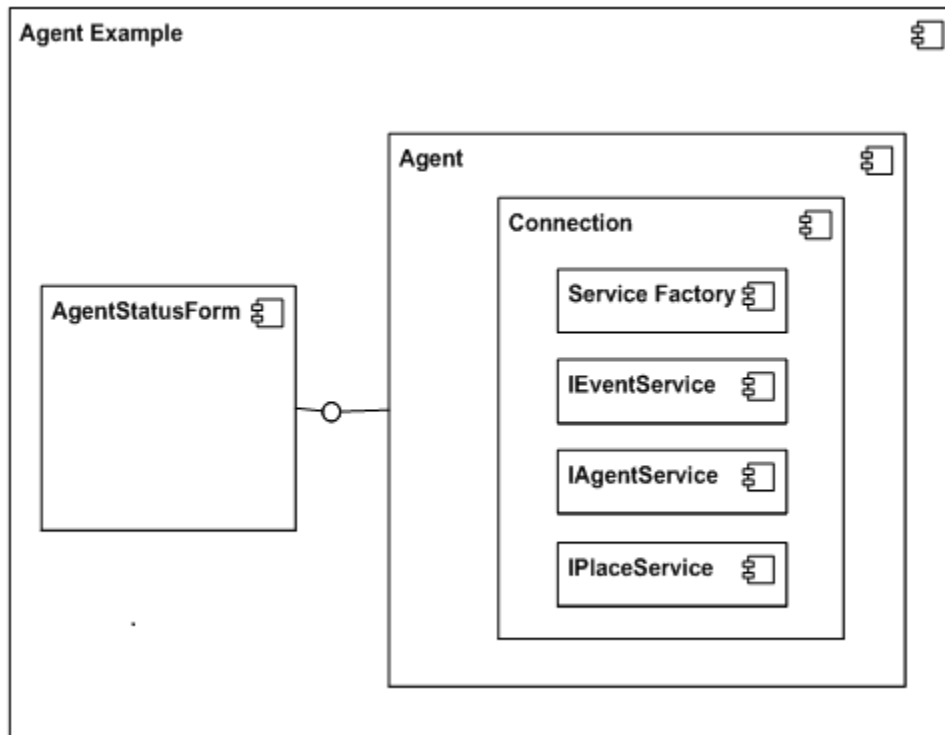 Agent Example
Agent
Connection
Service Factory
AgentStatusForm
IEventService
IAgentService
IPlaceService